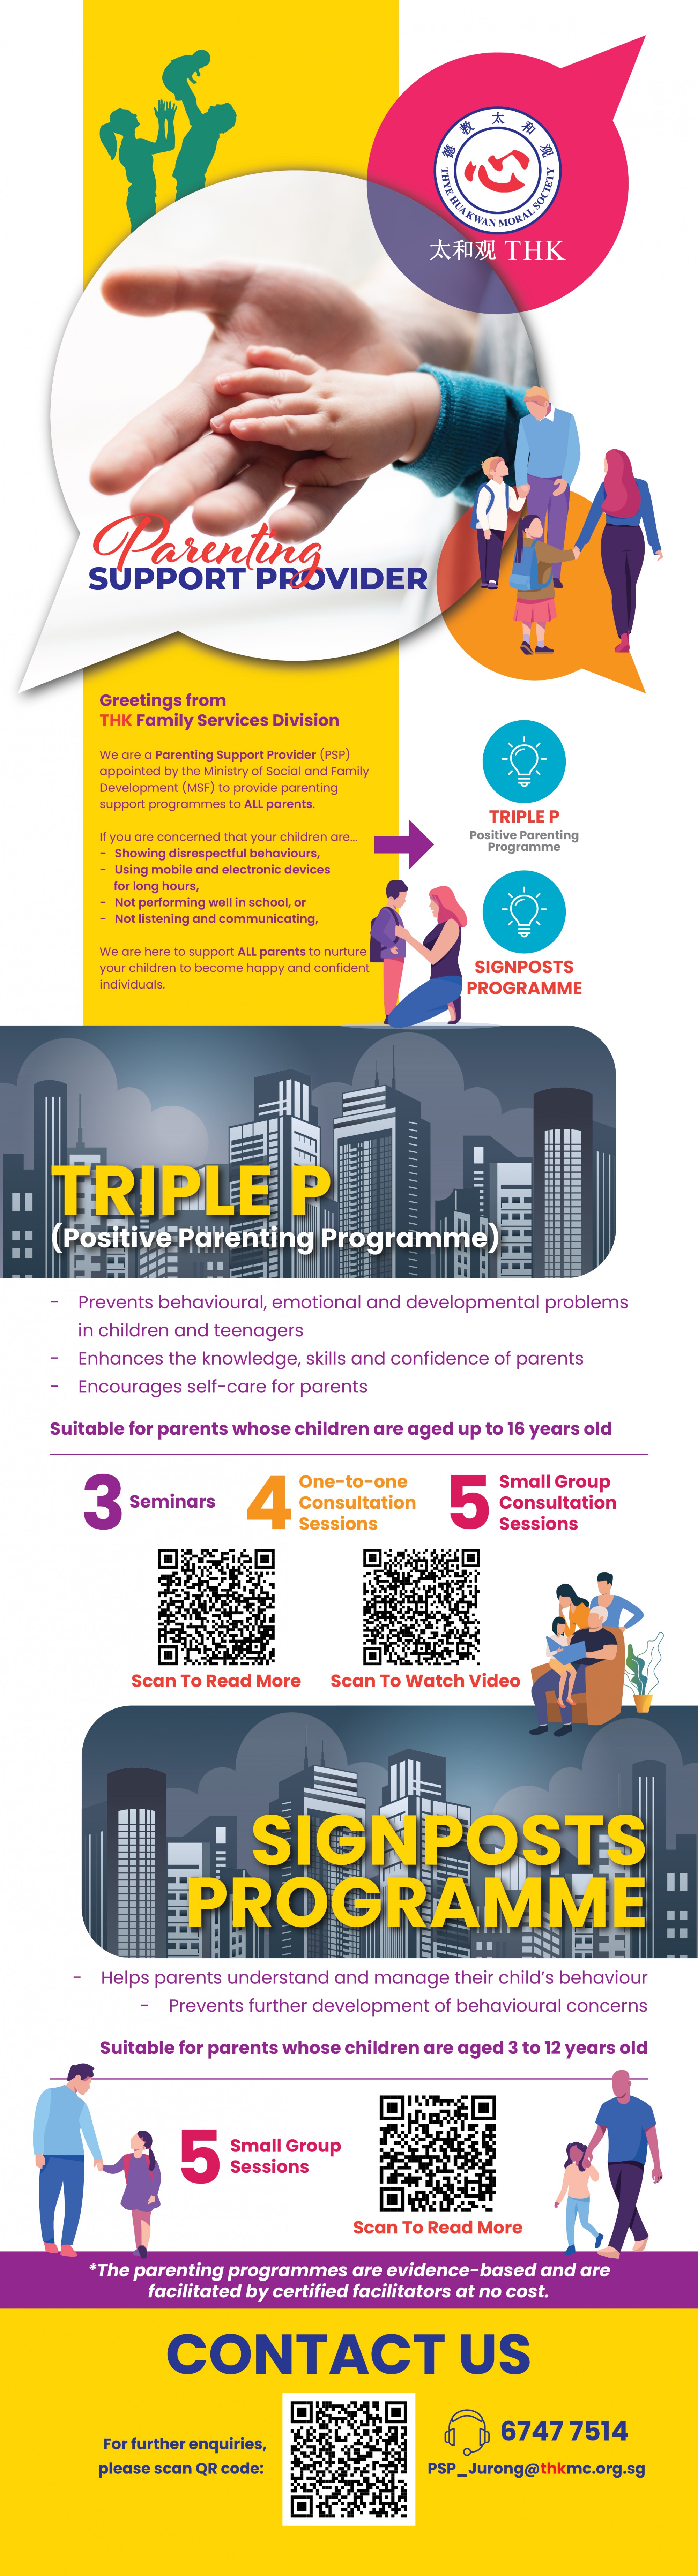 德教太和观
THYE HUA KWAN MORAL SOCIETY
太和观 THK
Parenting
SUPPORT PROVIDER
Greetings from
THK Family Services Division
We are a Parenting Support Provider (PSP)
appointed by the Ministry of Social and Family
Development (MSF) to provide parenting
support programmes to ALL parents.
If you are concerned that your children are...
- Showing disrespectful behaviours,
- Using mobile and electronic devices
for long hours,
- Not performing well in school, or
- Not listening and communicating,
We are here to support ALL parents to nurture
your children to become happy and confident
individuals.
TRIPLE P
Positive Parenting
Programme
SIGNPOSTS
PROGRAMME
TRIPLE P
(Positive Parenting Programme)
- Prevents behavioural, emotional and developmental problems
in children and teenagers
- Enhances the knowledge, skills and confidence of parents
- Encourages self-care for parents
Suitable for parents whose children are aged up to 16 years old
3 Seminars
4 One-to-one
Consultation
Sessions
5 Small Group
Consultation
Sessions
Scan To Read More
Scan To Watch Video
SIGNPOSTS
PROGRAMME
- Helps parents understand and manage their child's behaviour
- Prevents further development of behavioural concerns
Suitable for parents whose children are aged 3 to 12 years old
5 Small Group
Sessions
Scan To Read More
*The parenting programmes are evidence-based and are
facilitated by certified facilitators at no cost.
CONTACT US
For further enquiries,
please scan QR code:
6747 7514
PSP_Jurong@thkmc.org.sg